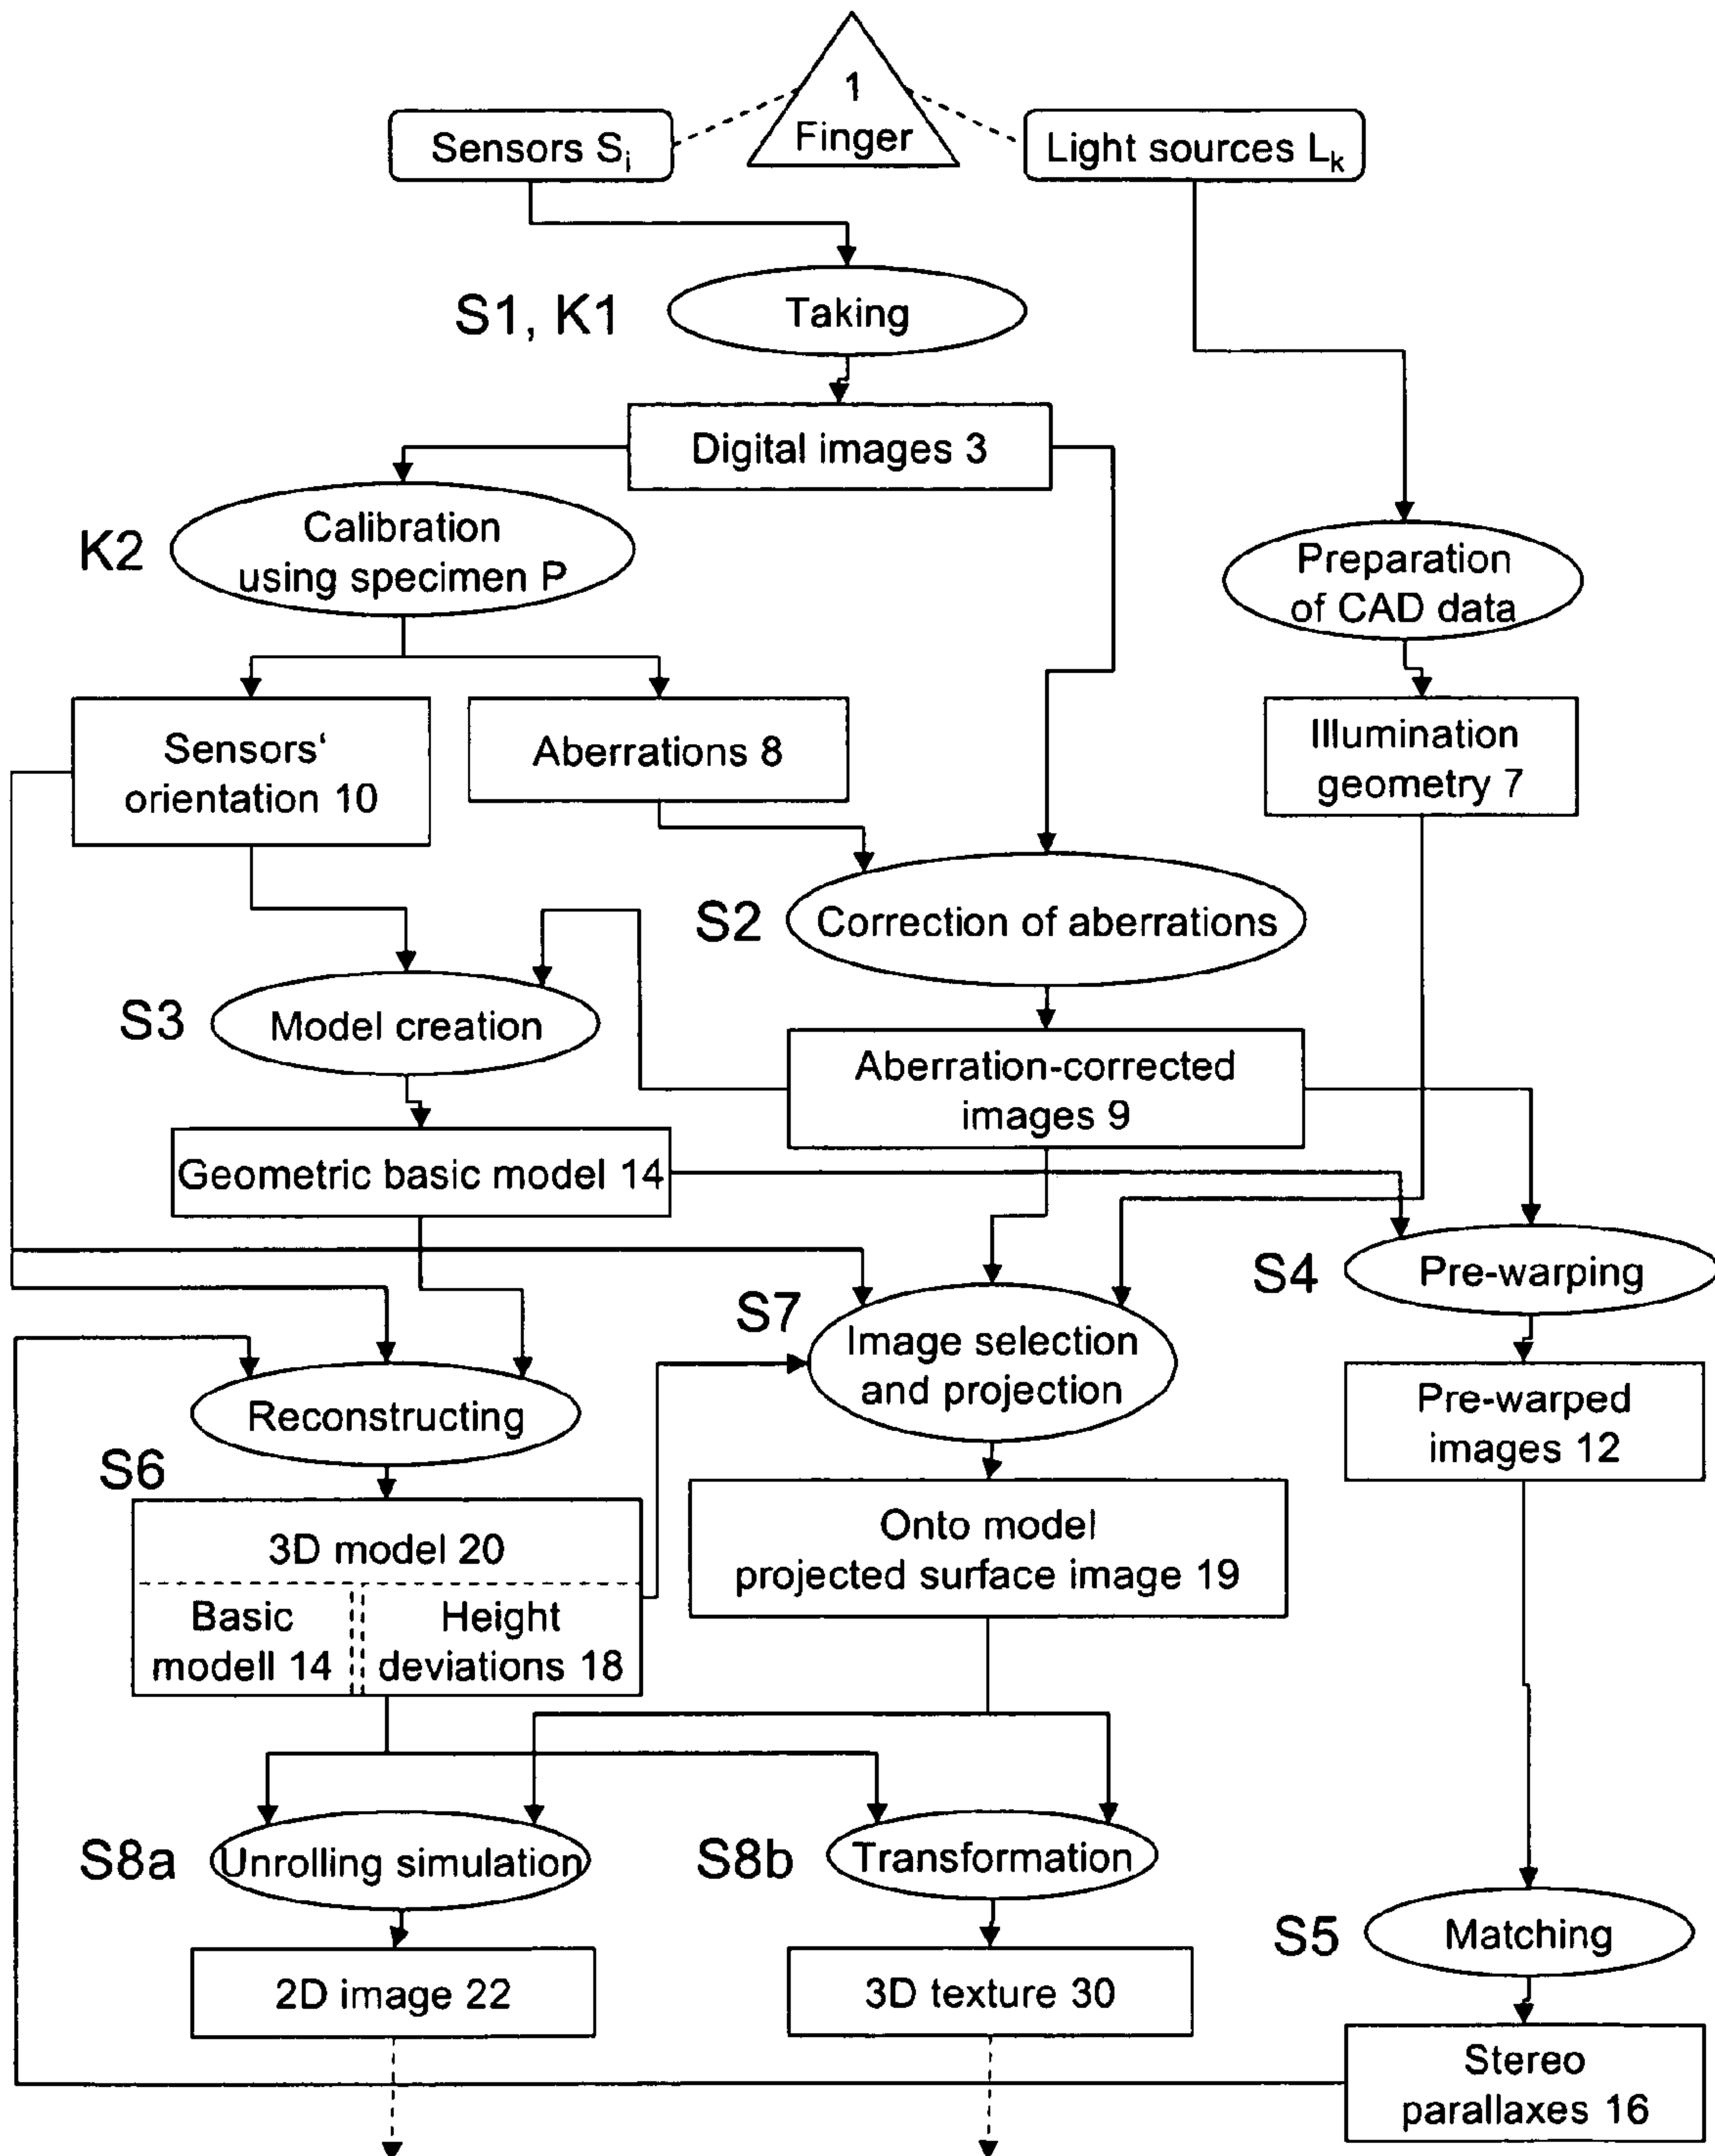 1
Finger
Sensors Si
Light sources Lk
S1, K1
Taking
Digital images 3
K2
Calibration
using specimen P
Preparation
of CAD data
Sensors‘
orientation 10
Aberrations 8
Illumination
geometry 7
S2
Correction of aberrations
S3
Model creation
Aberration-corrected
images 9
Geometric basic model 14
S4
Pre-warping
S7
Image selection
and projection
Reconstructing
S6
Pre-warped
images 12
3D model 20
Basic
modell 14
Height
deviations 18
Onto model
projected surface image 19
S8a
Unrolling simulation
S8b
Transformation
S5
Matching
2D image 22
3D texture 30
Stereo
parallaxes 16